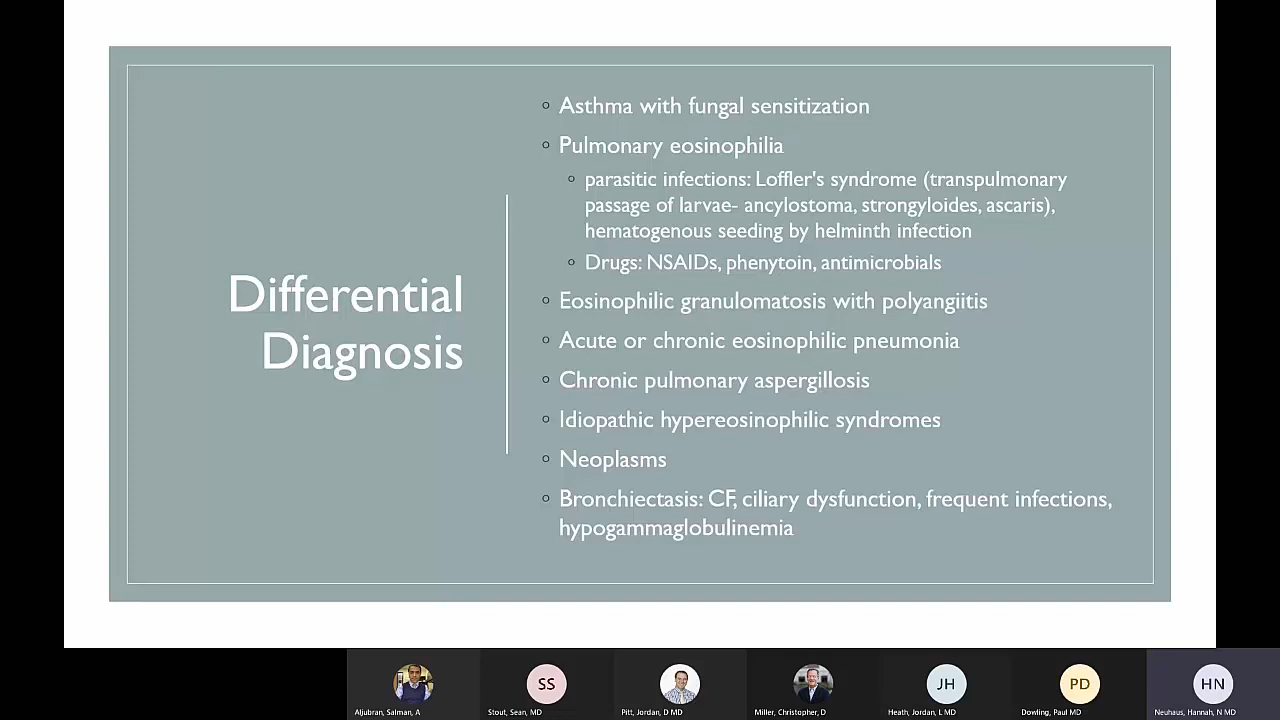 Differential
Diagnosis
Asthma with fungal sensitization
Pulmonary eosinophilia
parasitic infections: Loffler's syndrome (transpulmonary
passage of larvae- ancylostoma, strongyloides, ascaris),
hematogenous seeding by helminth infection
Drugs: NSAIDs, phenytoin, antimicrobials
Eosinophilic granulomatosis with polyangiitis
Acute or chronic eosinophilic pneumonia
Chronic pulmonary aspergillosis
Idiopathic hypereosinophilic syndromes
Neoplasms
Bronchiectasis: CF, ciliary dysfunction, frequent infections,
hypogammaglobulinemia
SS
JH
PD
HN
Aljubran, Salman, A
Stout, Sean, MD
Pitt, Jordan, D MD
Miller, Christopher, D
Heath, Jordan, L MD
Dowling, Paul MD
Neuhaus, Hannah, N MD